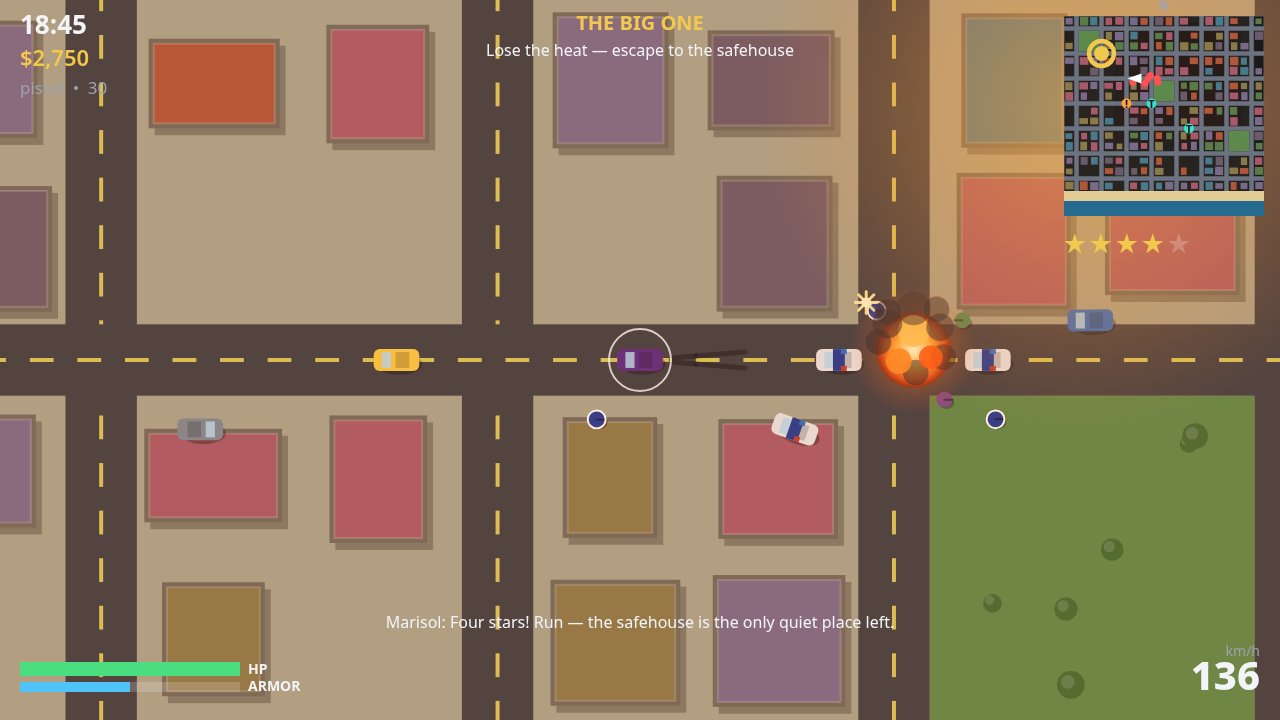 18:45
$2,750
pistol • 30
THE BIG ONE
Lose the heat — escape to the safehouse
N
★★★★★
Marisol: Four stars! Run — the safehouse is the only quiet place left.
HP
ARMOR
km/h
136